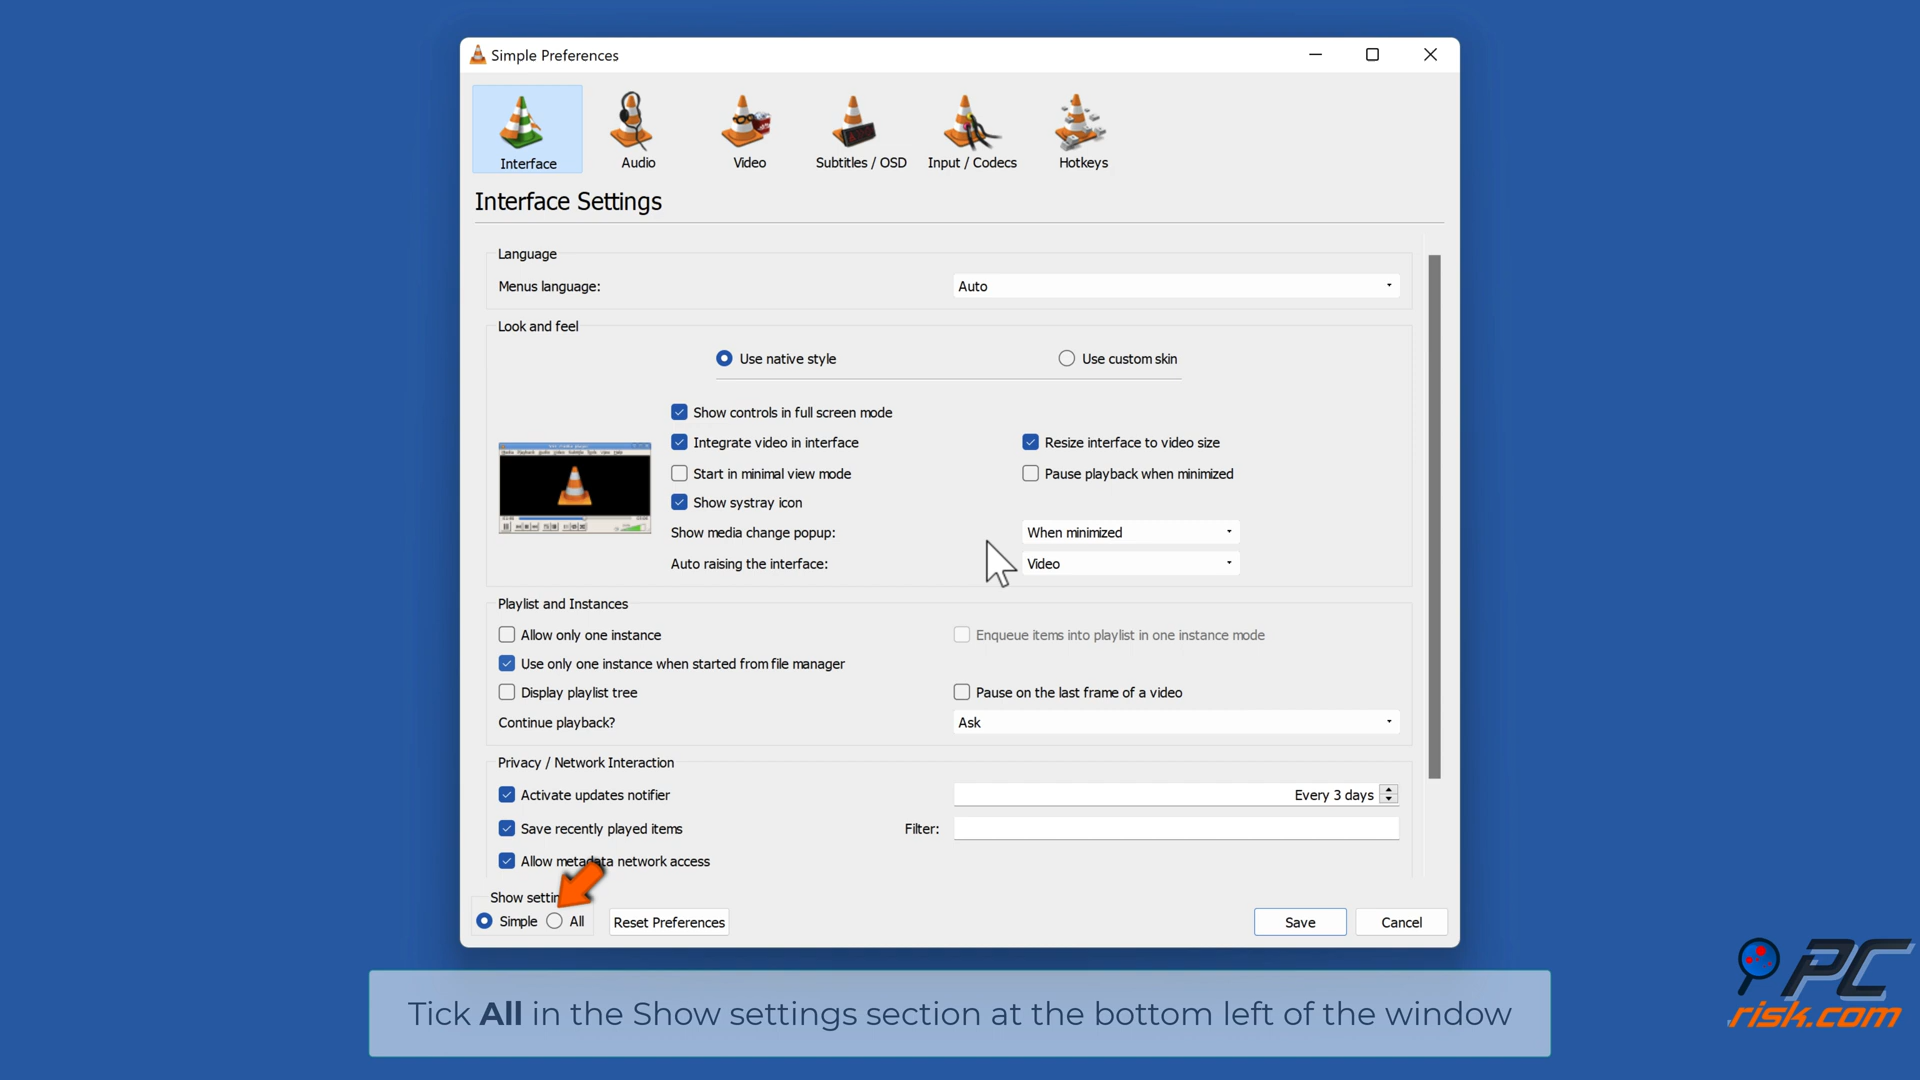 Simple Preferences
Interface
Audio
Video
Subtitles / OSD
Input / Codecs
Hotkeys
Interface Settings
Language
Menus language:
Auto
Look and feel
Use native style
Use custom skin
Show controls in full screen mode
Integrate video in interface
Resize interface to video size
Start in minimal view mode
Pause playback when minimized
Show systray icon
Show media change popup:
When minimized
Auto raising the interface:
Video
Playlist and Instances
Allow only one instance
Enqueue items into playlist in one instance mode
Use only one instance when started from file manager
Display playlist tree
Pause on the last frame of a video
Continue playback?
Ask
Privacy / Network Interaction
Activate updates notifier
Every 3 days
Save recently played items
Filter:
Allow metadata network access
Show settin
Simple
All
Reset Preferences
Save
Cancel
Tick All in the Show settings section at the bottom left of the window
PC
risk.com